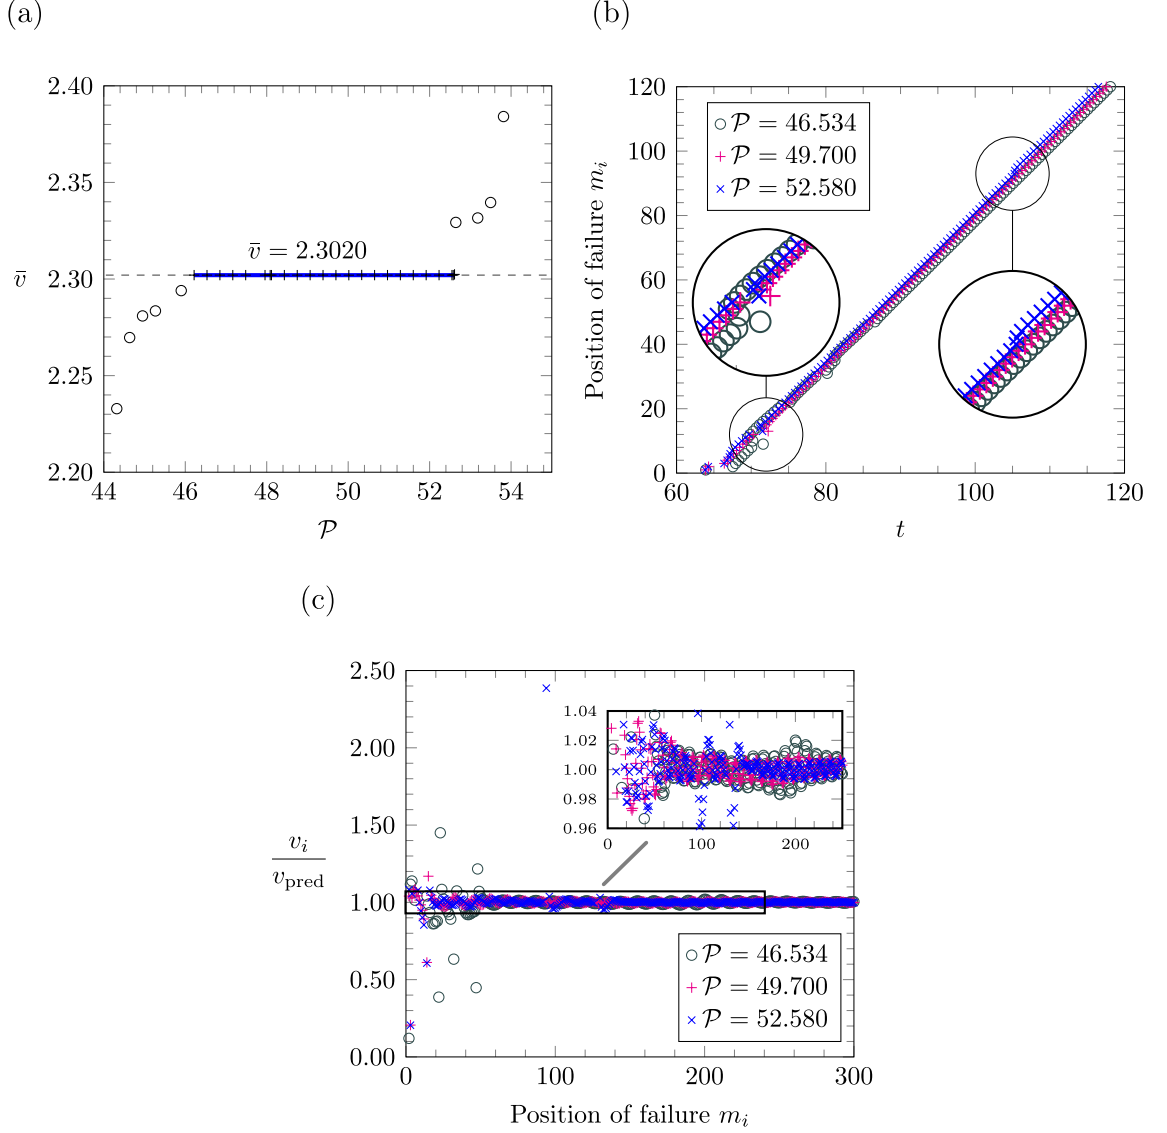 (a)
2.40
2.35
2.30
2.25
2.20
v̅
v̅ = 2.3020
44 46 48 50 52 54
𝒫
(b)
120
100
80
60
40
20
0
Position of failure mᵢ
𝒫 = 46.534
𝒫 = 49.700
𝒫 = 52.580
60 80 100 120
t
(c)
2.50
2.00
1.50
1.00
0.50
0.00
vᵢ
vpred
1.04
1.02
1.00
0.98
0.96
0 100 200
𝒫 = 46.534
𝒫 = 49.700
𝒫 = 52.580
0 100 200 300
Position of failure mᵢ